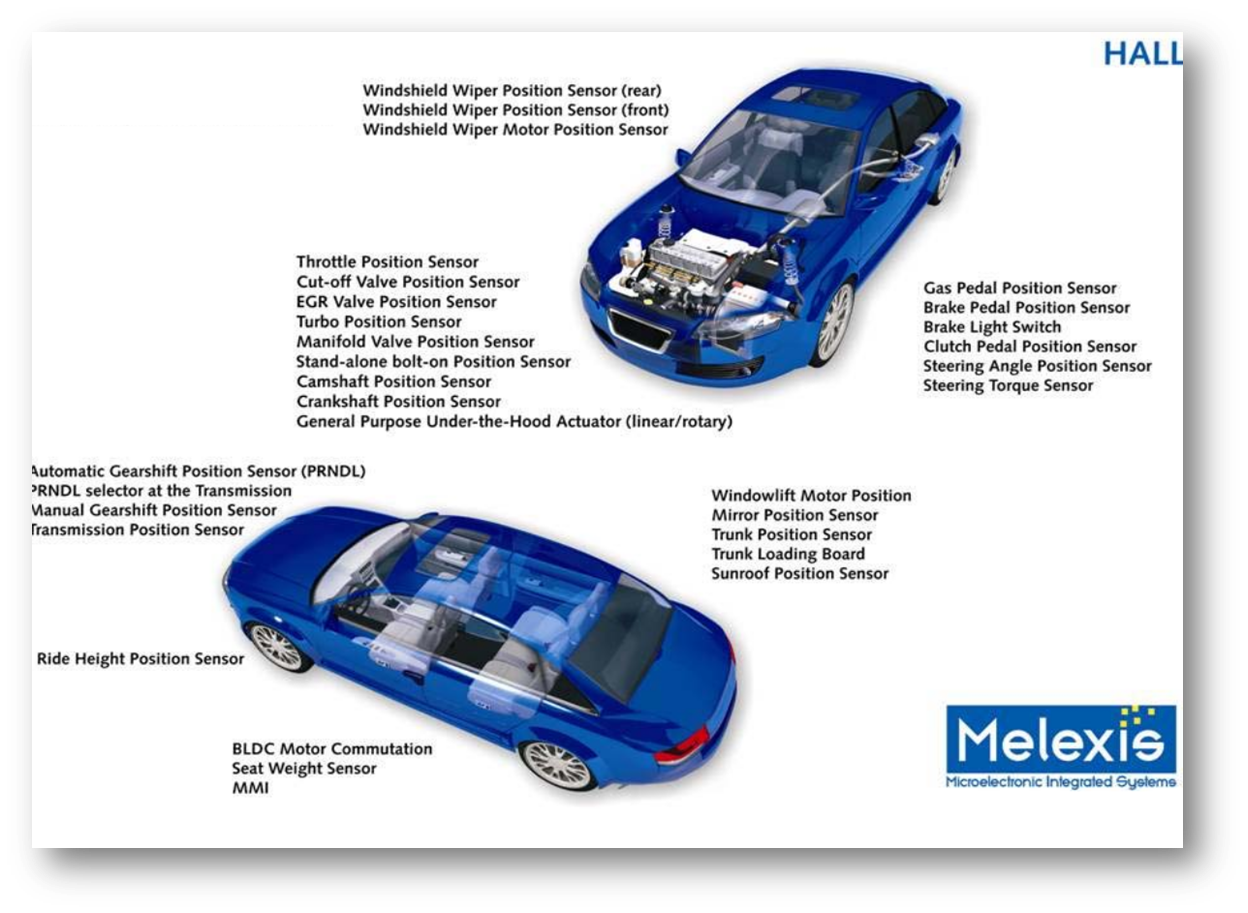 HALL
Windshield Wiper Position Sensor (rear)
Windshield Wiper Position Sensor (front)
Windshield Wiper Motor Position Sensor
Throttle Position Sensor
Cut-off Valve Position Sensor
EGR Valve Position Sensor
Turbo Position Sensor
Manifold Valve Position Sensor
Stand-alone bolt-on Position Sensor
Camshaft Position Sensor
Crankshaft Position Sensor
General Purpose Under-the-Hood Actuator (linear/rotary)
Gas Pedal Position Sensor
Brake Pedal Position Sensor
Brake Light Switch
Clutch Pedal Position Sensor
Steering Angle Position Sensor
Steering Torque Sensor
Automatic Gearshift Position Sensor (PRNDL)
PRNDL selector at the Transmission
Manual Gearshift Position Sensor
Transmission Position Sensor
Windowlift Motor Position
Mirror Position Sensor
Trunk Position Sensor
Trunk Loading Board
Sunroof Position Sensor
Ride Height Position Sensor
BLDC Motor Commutation
Seat Weight Sensor
MMI
Melexis
Microelectronic Integrated Systems